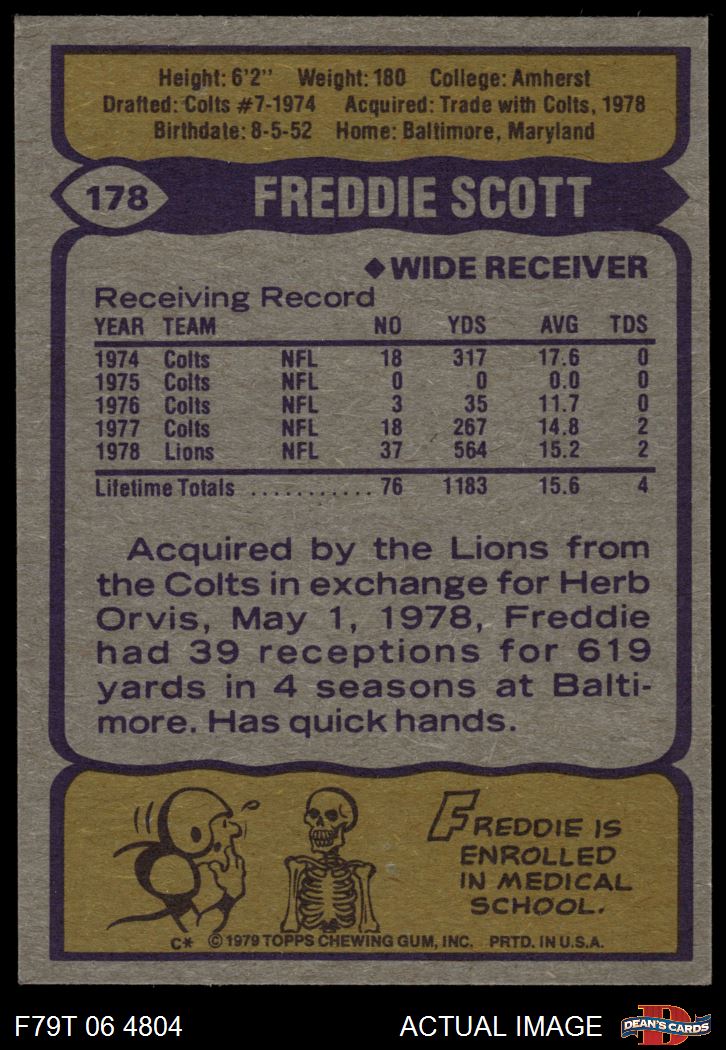 Height: 6'2" Weight: 180 College: Amherst
Drafted: Colts #7-1974 Acquired: Trade with Colts, 1978
Birthdate: 8-5-52 Home: Baltimore, Maryland
178 FREDDIE SCOTT
◆WIDE RECEIVER
Receiving Record
YEAR TEAM NO YDS AVG TDS
1974 Colts NFL 18 317 17.6 0
1975 Colts NFL 0 0 0.0 0
1976 Colts NFL 3 35 11.7 0
1977 Colts NFL 18 267 14.8 2
1978 Lions NFL 37 564 15.2 2
Lifetime Totals ........... 76 1183 15.6 4
Acquired by the Lions from
the Colts in exchange for Herb
Orvis, May 1, 1978, Freddie
had 39 receptions for 619
yards in 4 seasons at Balti-
more. Has quick hands.
FREDDIE IS
ENROLLED
IN MEDICAL
SCHOOL.
C* © 1979 TOPPS CHEWING GUM, INC. PRTD. IN U.S.A.
F79T 06 4804 ACTUAL IMAGE D DEAN'S CARDS